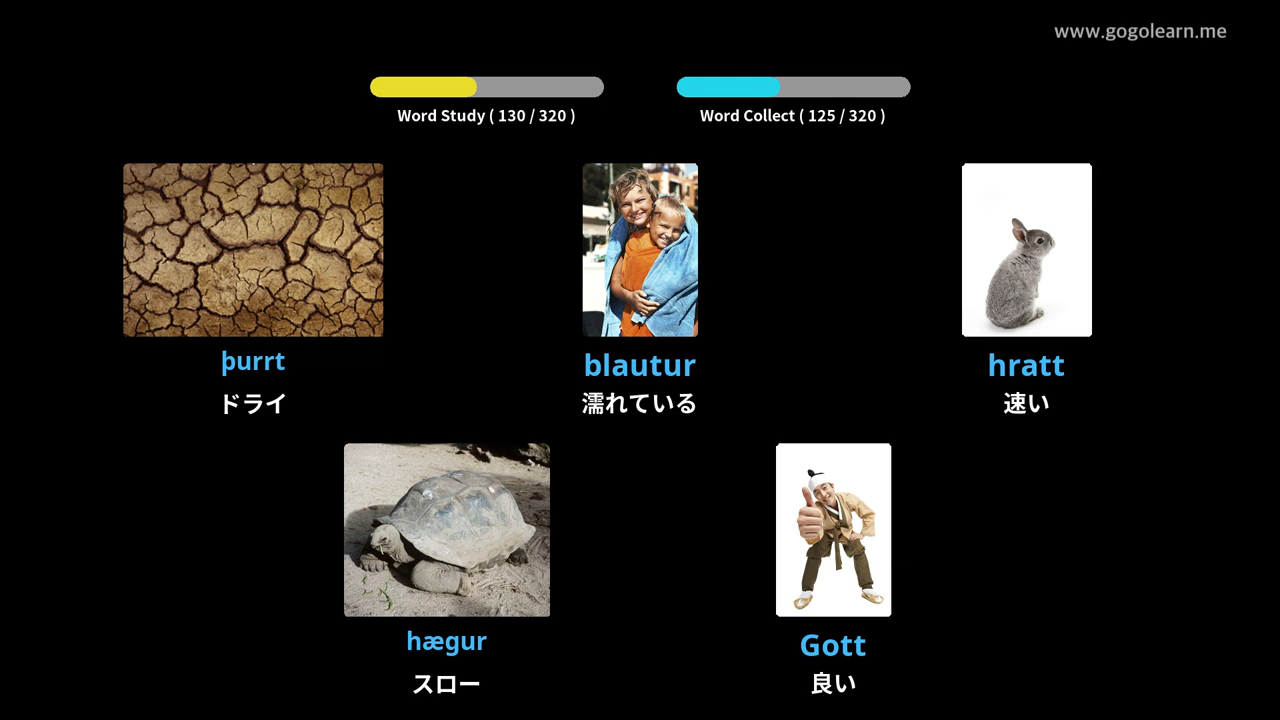 www.gogolearn.me
Word Study ( 130 / 320 )
Word Collect ( 125 / 320 )
þurrt
blautur
hratt
ドライ
濡れている
速い
hægur
Gott
スロー
良い